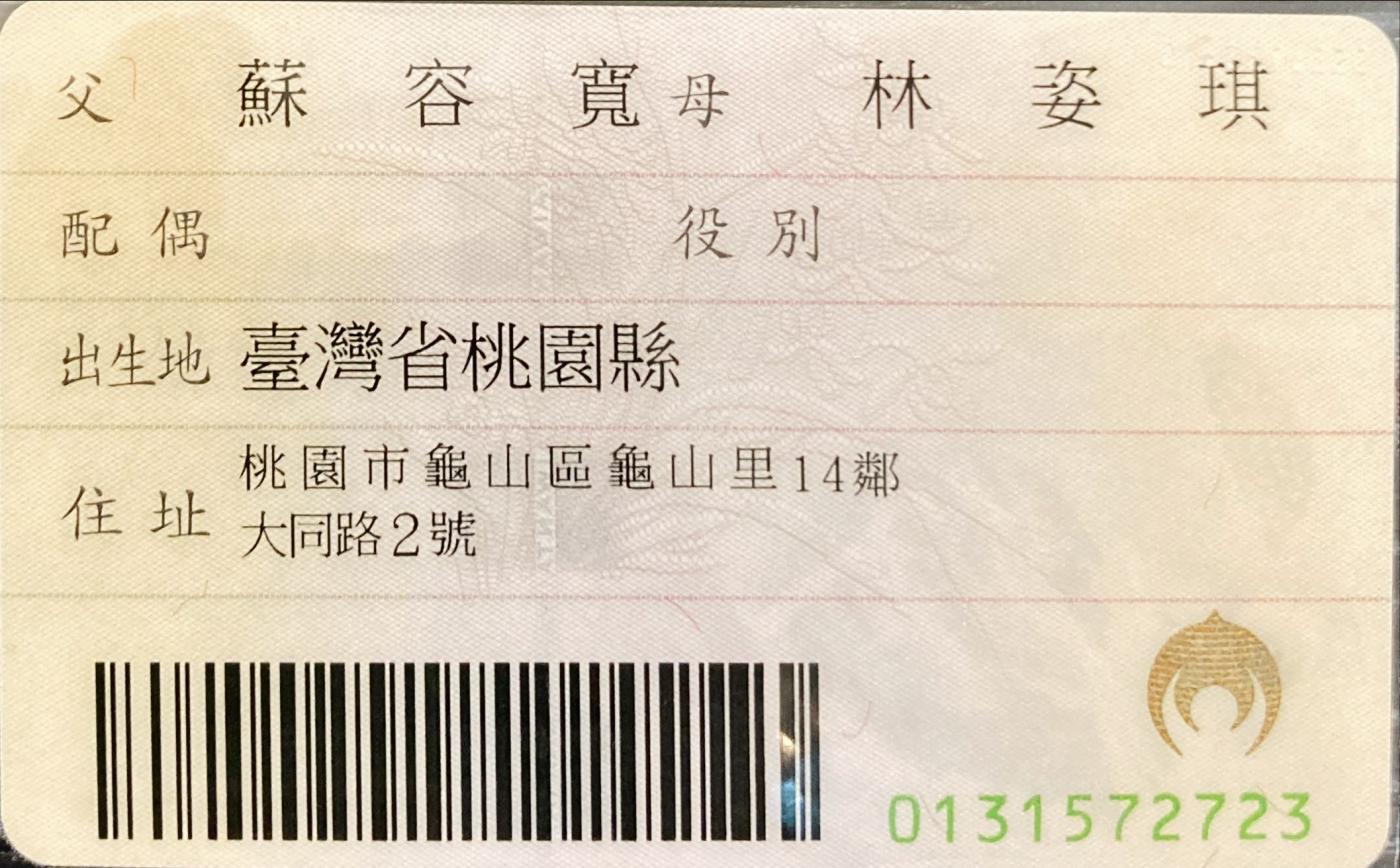 父 蘇容寬 母 林姿琪
配偶 役別
出生地 臺灣省桃園縣
住址 桃園市龜山區龜山里14鄰
大同路2號
0131572723